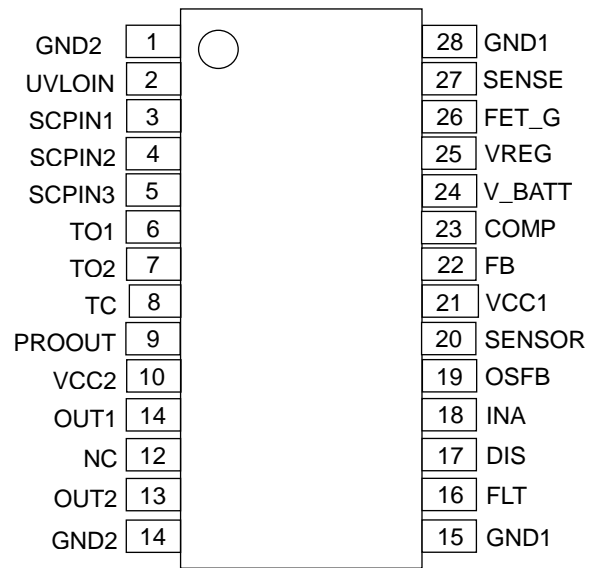 GND2 1 28 GND1
UVLOIN 2 27 SENSE
SCPIN1 3 26 FET_G
SCPIN2 4 25 VREG
SCPIN3 5 24 V_BATT
TO1 6 23 COMP
TO2 7 22 FB
TC 8 21 VCC1
PROOUT 9 20 SENSOR
VCC2 10 19 OSFB
OUT1 14 18 INA
NC 12 17 DIS
OUT2 13 16 FLT
GND2 14 15 GND1